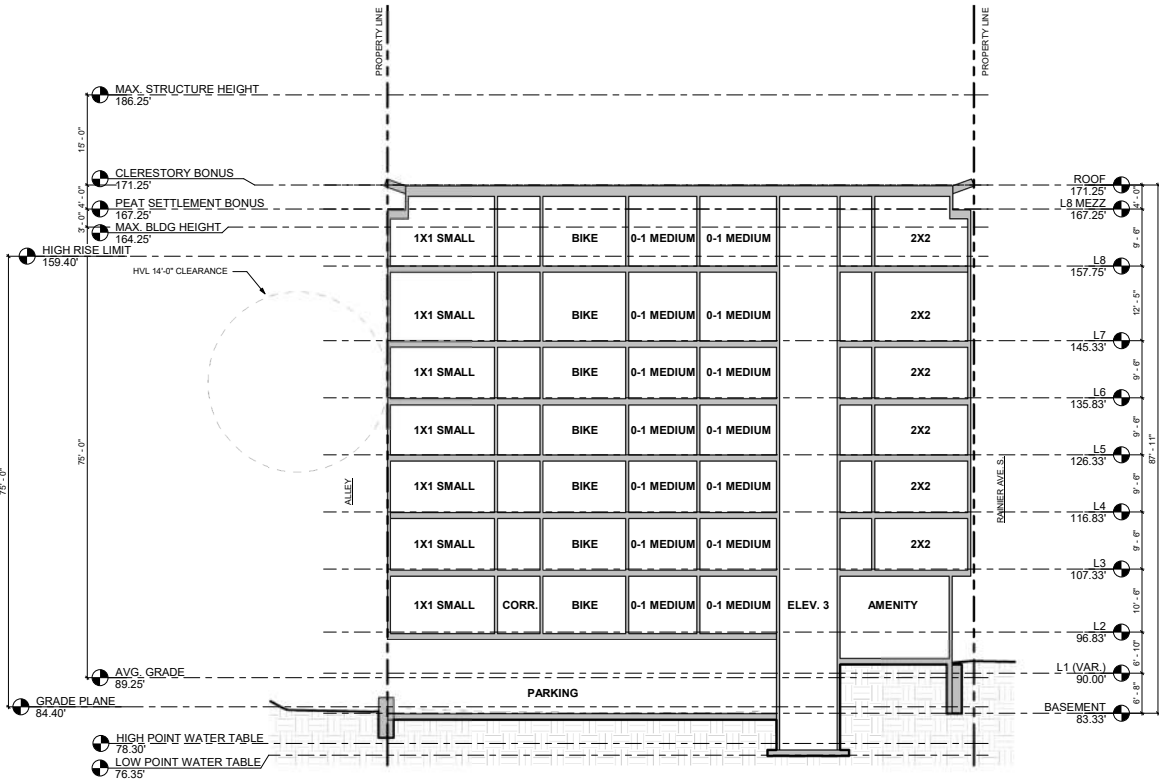 PROPERTY LINE
PROPERTY LINE
MAX. STRUCTURE HEIGHT
186.25'
15' - 0"
CLERESTORY BONUS
171.25'
4' - 0"
PEAT SETTLEMENT BONUS
167.25'
3' - 0"
MAX. BLDG HEIGHT
164.25'
HIGH RISE LIMIT
159.40'
HVL 14'-0" CLEARANCE
ROOF
171.25'
4'- 0"
L8 MEZZ
167.25'
9' - 6"
L8
157.75'
12' - 5"
L7
145.33'
9' - 6"
L6
135.83'
9' - 6"
L5
126.33'
9' - 6"
L4
116.83'
9' - 6"
L3
107.33'
10' - 6"
L2
96.83'
6' - 10"
L1 (VAR.)
90.00'
6' - 8"
BASEMENT
83.33'
87' - 11"
1X1 SMALL BIKE 0-1 MEDIUM 0-1 MEDIUM 2X2
1X1 SMALL BIKE 0-1 MEDIUM 0-1 MEDIUM 2X2
1X1 SMALL BIKE 0-1 MEDIUM 0-1 MEDIUM 2X2
1X1 SMALL BIKE 0-1 MEDIUM 0-1 MEDIUM 2X2
1X1 SMALL BIKE 0-1 MEDIUM 0-1 MEDIUM 2X2
1X1 SMALL BIKE 0-1 MEDIUM 0-1 MEDIUM 2X2
1X1 SMALL CORR. BIKE 0-1 MEDIUM 0-1 MEDIUM ELEV. 3 AMENITY
75' - 0"
75' - 0"
ALLEY
RAINIER AVE. S.
AVG. GRADE
89.25'
PARKING
GRADE PLANE
84.40'
HIGH POINT WATER TABLE
78.30'
LOW POINT WATER TABLE
76.35'